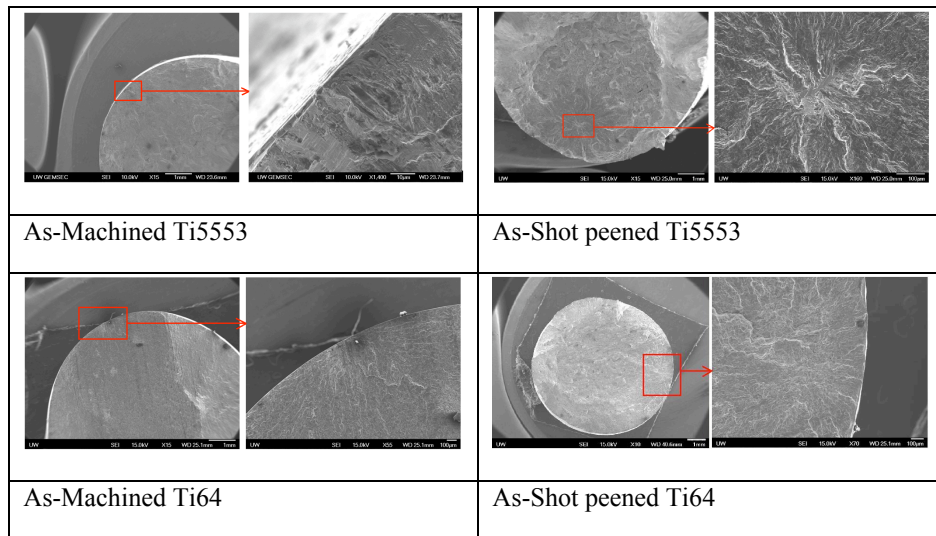 UW GEMSEC SEI 10.0kV X15 1mm WD 23.6mm
UW GEMSEC SEI 10.0kV X1,400 10µm WD 23.7mm
UW SEI 15.0kV X15 WD 25.0mm 1mm
UW SEI 15.0kV X160 WD 25.0mm 100µm
As-Machined Ti5553
As-Shot peened Ti5553
UW SEI 15.0kV X15 WD 25.1mm 1mm
UW SEI 15.0kV X55 WD 25.1mm 100µm
UW SEI 15.0kV X10 WD 40.6mm 1mm
UW SEI 15.0kV X70 WD 25.1mm 100µm
As-Machined Ti64
As-Shot peened Ti64